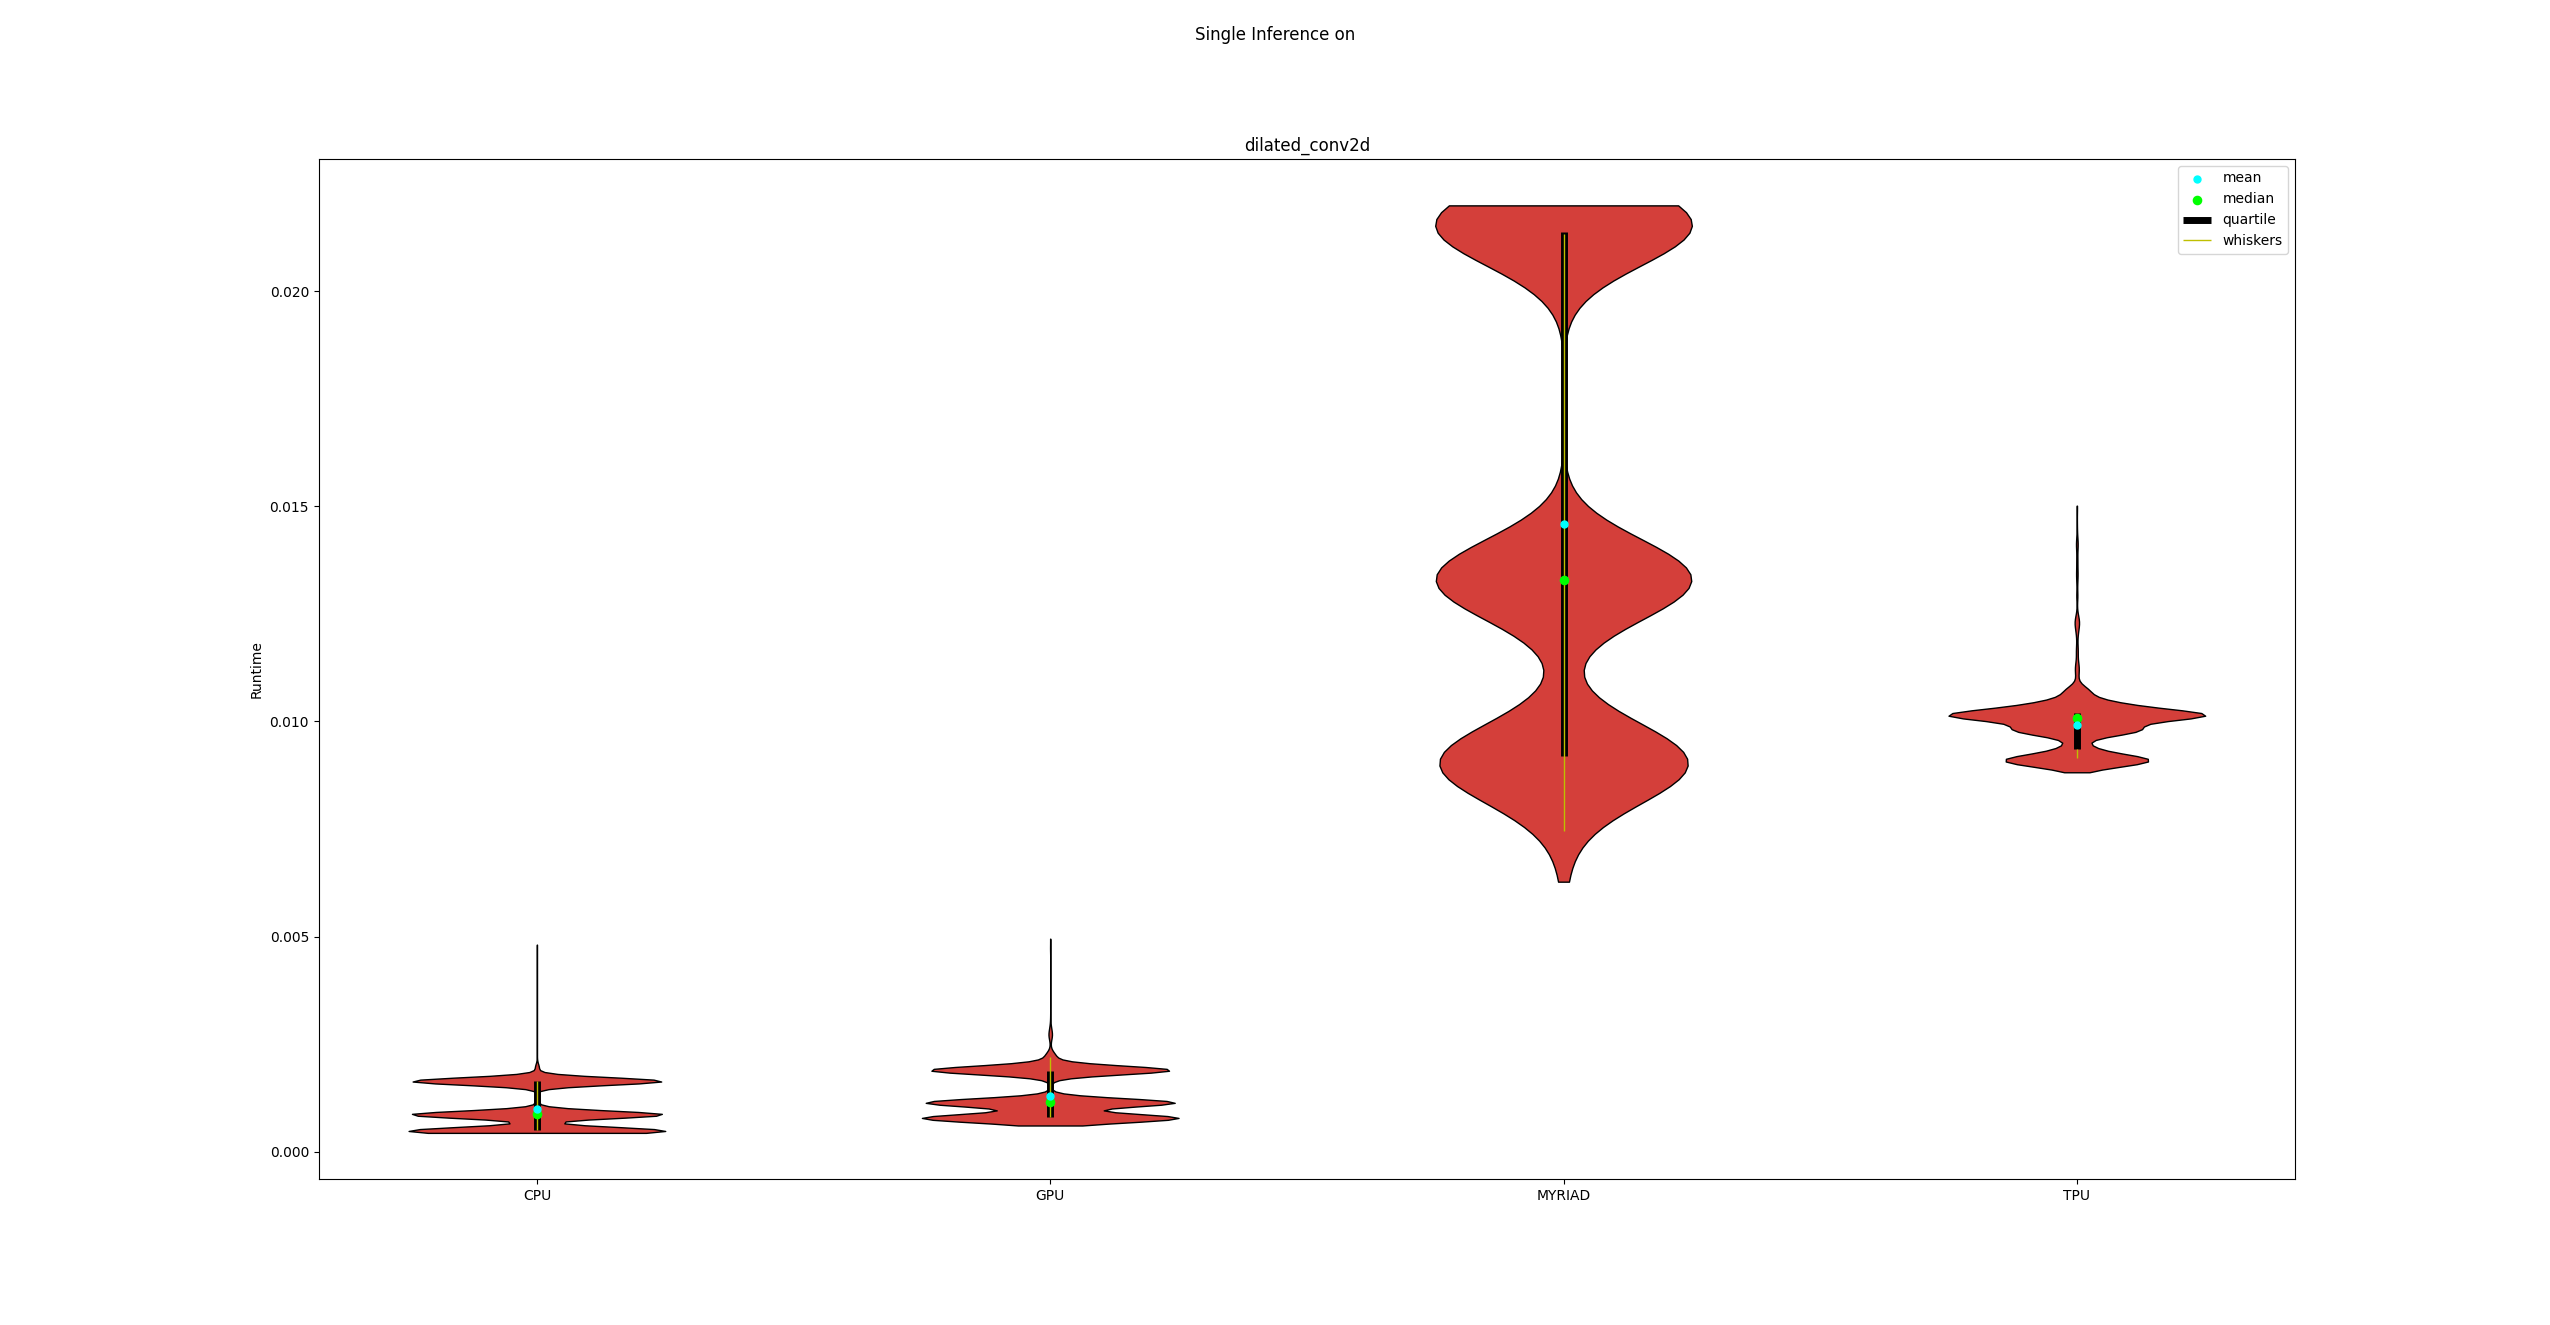 Single Inference on
dilated_conv2d
mean
median
quartile
whiskers
0.020
0.015
0.010
0.005
0.000
Runtime
CPU
GPU
MYRIAD
TPU